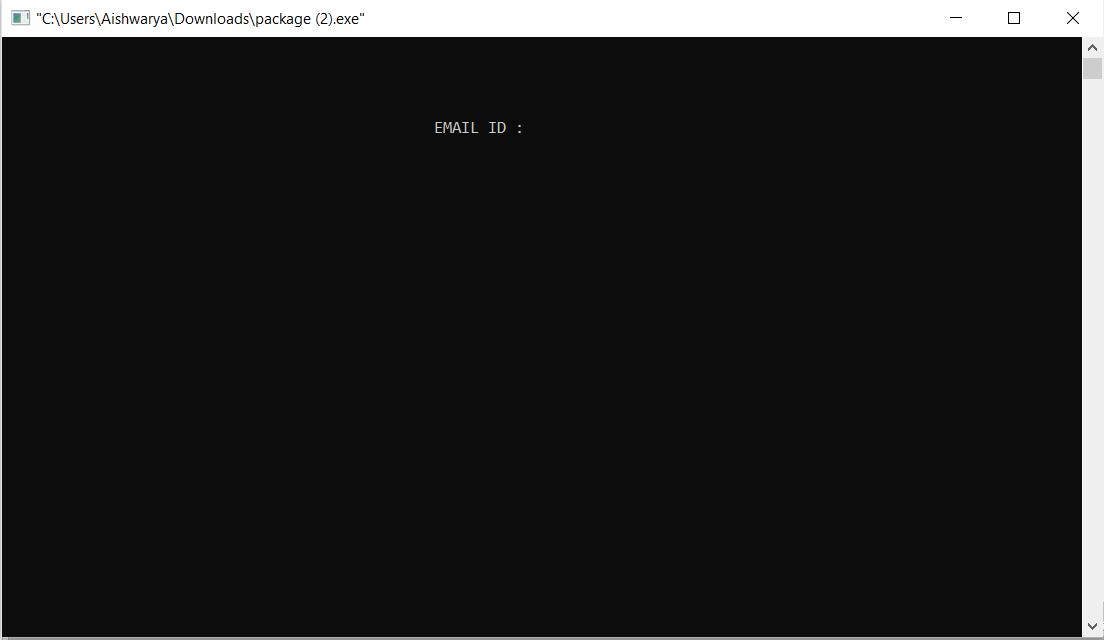 "C:\Users\Aishwarya\Downloads\package (2).exe"
EMAIL ID :